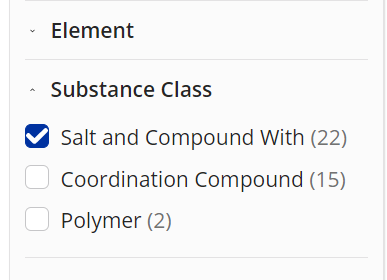 Element
Substance Class
Salt and Compound With (22)
Coordination Compound (15)
Polymer (2)